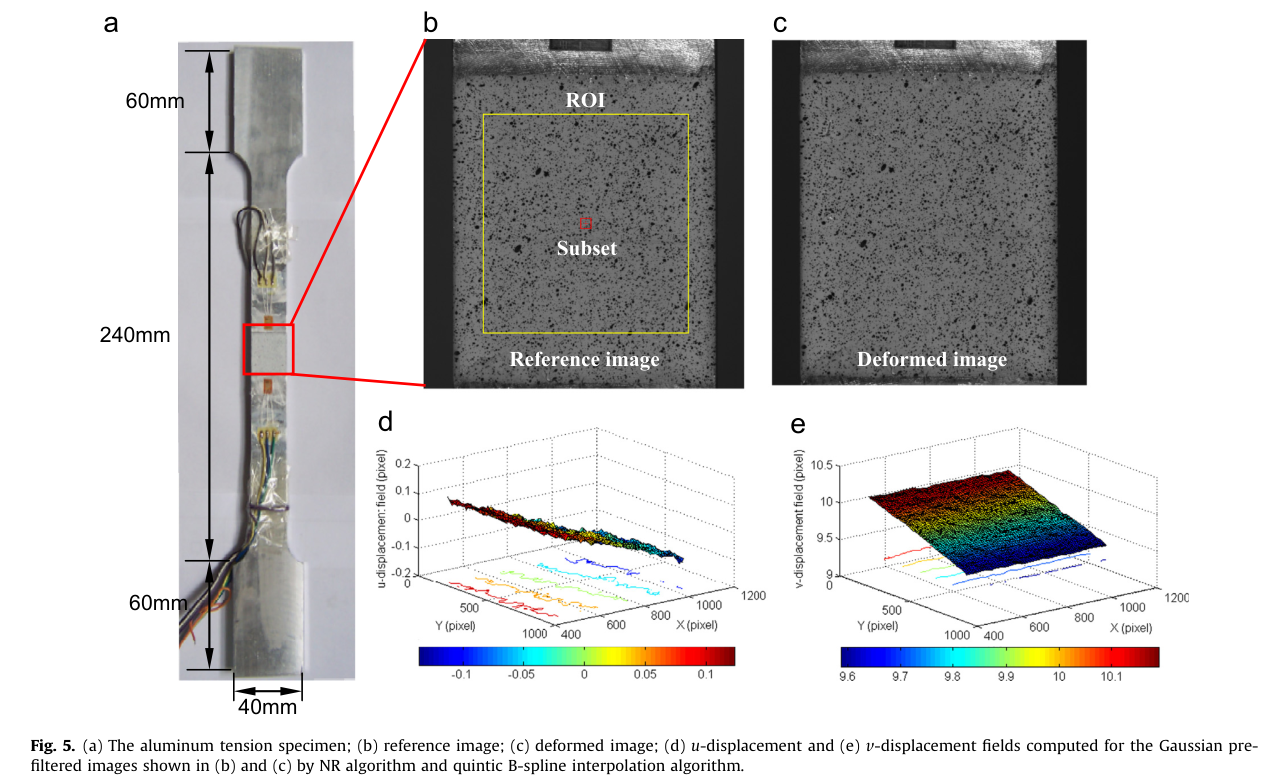 a
b
c
60mm
240mm
60mm
40mm
ROI
Subset
Reference image
Deformed image
d
u-displacement field (pixel)
0.2
0.1
0
-0.1
-0.2
0
500
1000
Y (pixel)
400
600
800
1000
1200
X (pixel)
-0.1
-0.05
0
0.05
0.1
e
v-displacement field (pixel)
10.5
10
9.5
9
0
500
1000
Y (pixel)
400
600
800
1000
1200
X (pixel)
9.6
9.7
9.8
9.9
10
10.1
Fig. 5. (a) The aluminum tension specimen; (b) reference image; (c) deformed image; (d) u-displacement and (e) v-displacement fields computed for the Gaussian pre-
filtered images shown in (b) and (c) by NR algorithm and quintic B-spline interpolation algorithm.